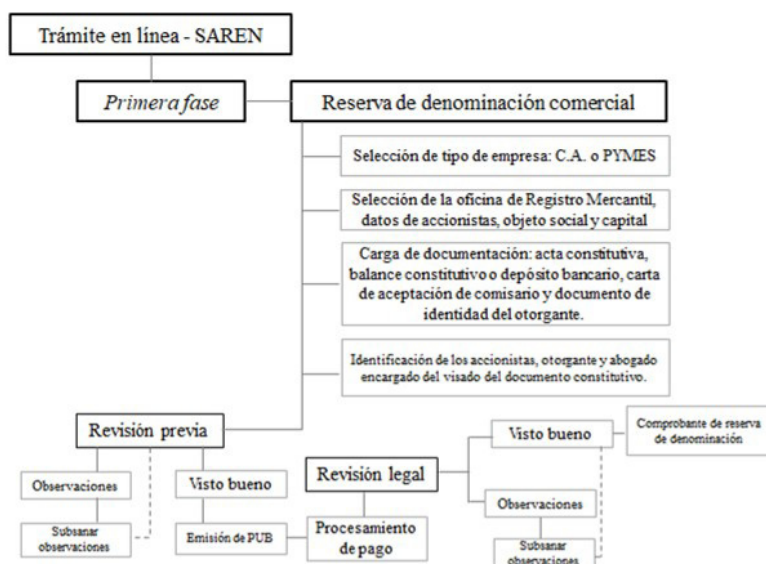 Trámite en línea - SAREN
Primera fase
Reserva de denominación comercial
Selección de tipo de empresa: C.A. o PYMES
Selección de la oficina de Registro Mercantil,
datos de accionistas, objeto social y capital
Carga de documentación: acta constitutiva,
balance constitutivo o depósito bancario, carta
de aceptación de comisario y documento de
identidad del otorgante.
Identificación de los accionistas, otorgante y abogado
encargado del visado del documento constitutivo.
Revisión previa
Observaciones
Subsanar
observaciones
Visto bueno
Emisión de PUB
Revisión legal
Procesamiento
de pago
Visto bueno
Comprobante de reserva
de denominación
Observaciones
Subsanar
observaciones